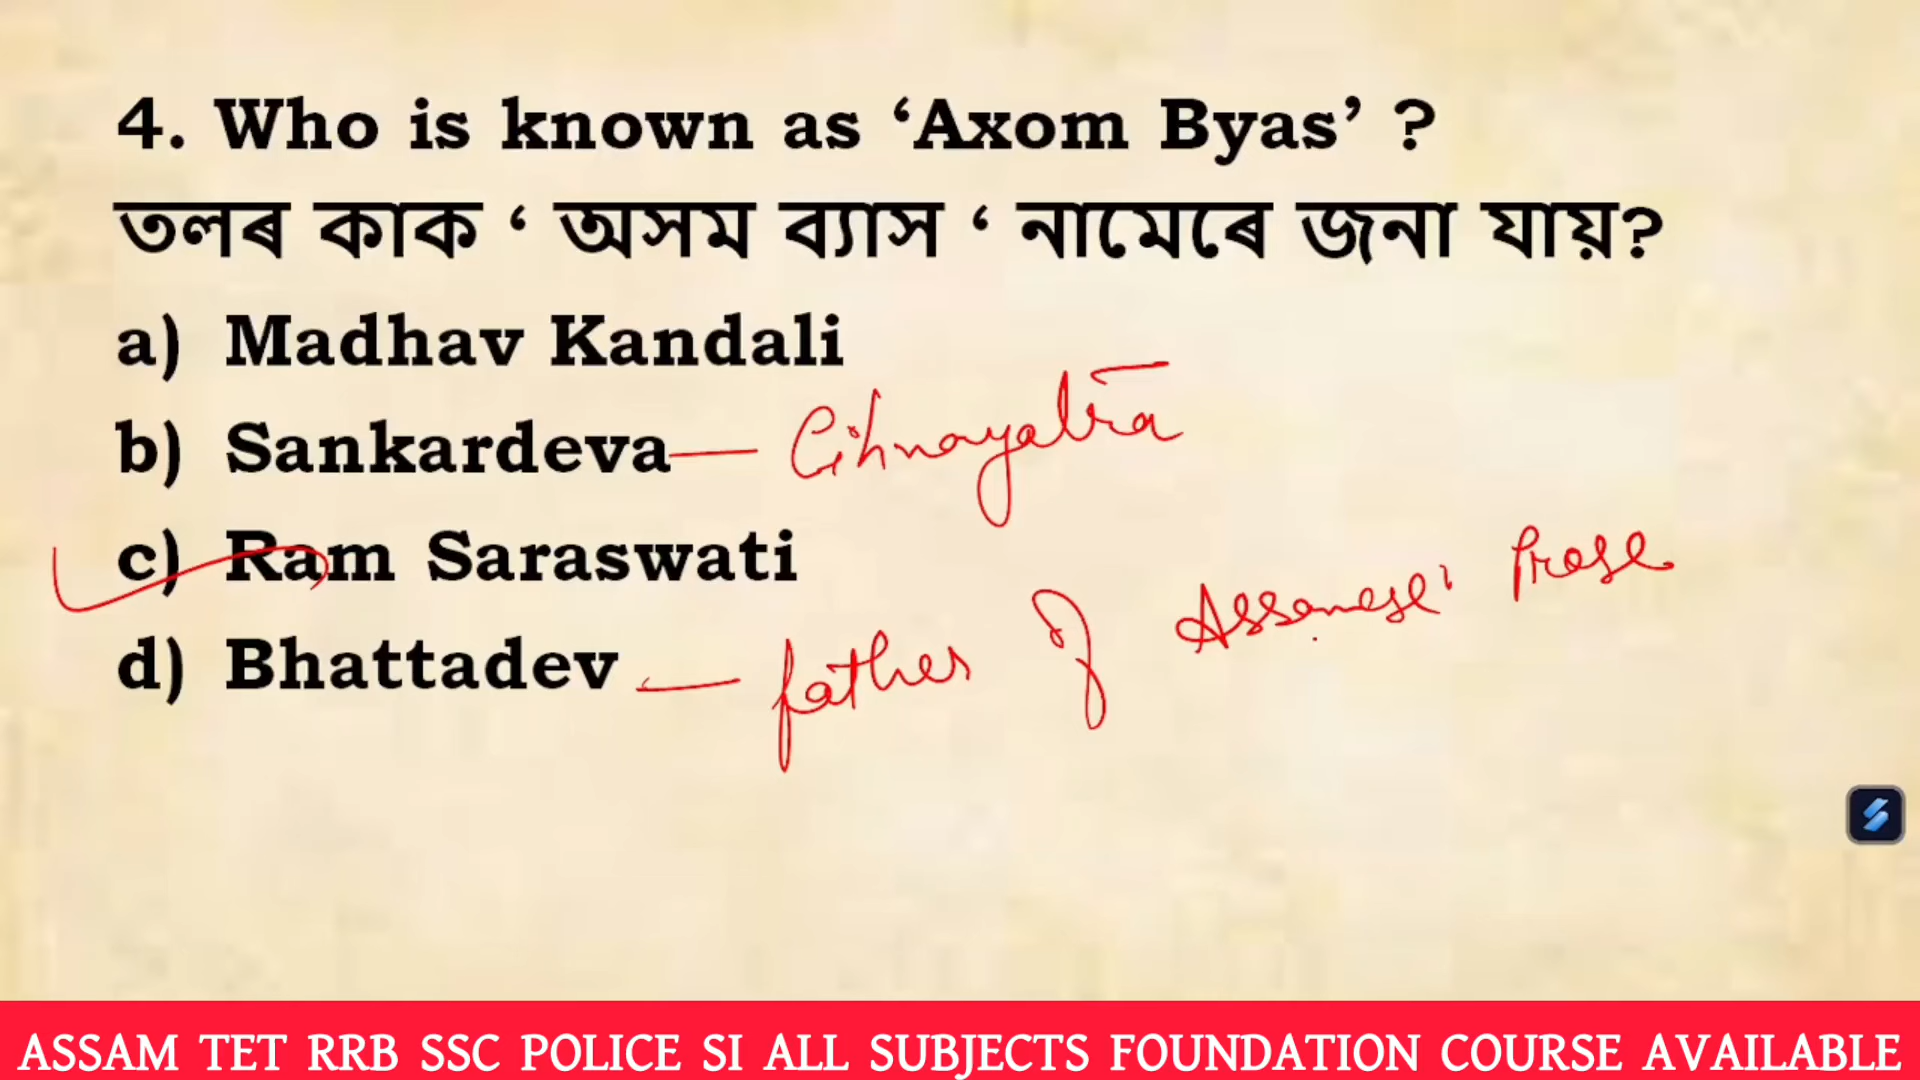 4. Who is known as ‘Axom Byas’ ?
তলৰ কাক ‘ অসম ব্যাস ‘ নামেৰে জনা যায়?
a) Madhav Kandali
b) Sankardeva — Cihnayatra
c) Ram Saraswati
d) Bhattadev — father of Assamese Prose
ASSAM TET RRB SSC POLICE SI ALL SUBJECTS FOUNDATION COURSE AVAILABLE